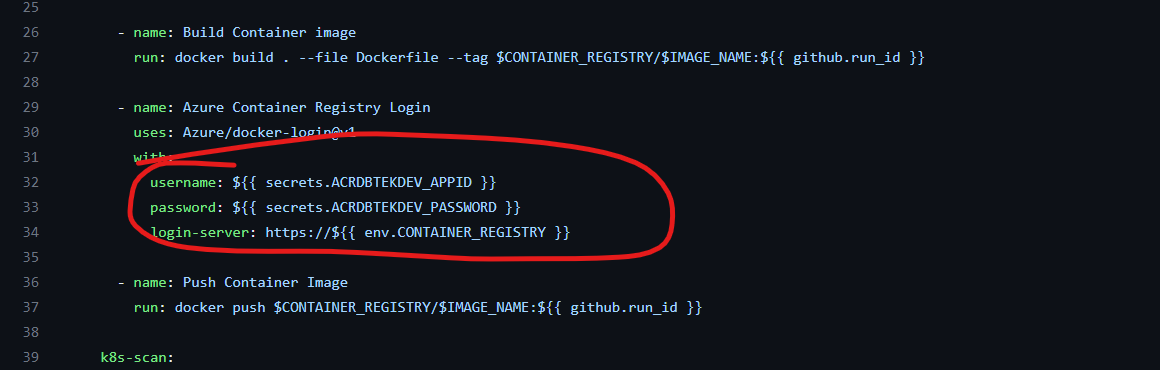 25
26 - name: Build Container image
27 run: docker build . --file Dockerfile --tag $CONTAINER_REGISTRY/$IMAGE_NAME:${{ github.run_id }}
28
29 - name: Azure Container Registry Login
30 uses: Azure/docker-login@v1
31 with:
32 username: ${{ secrets.ACRDBTEKDEV_APPID }}
33 password: ${{ secrets.ACRDBTEKDEV_PASSWORD }}
34 login-server: https://${{ env.CONTAINER_REGISTRY }}
35
36 - name: Push Container Image
37 run: docker push $CONTAINER_REGISTRY/$IMAGE_NAME:${{ github.run_id }}
38
39 k8s-scan: